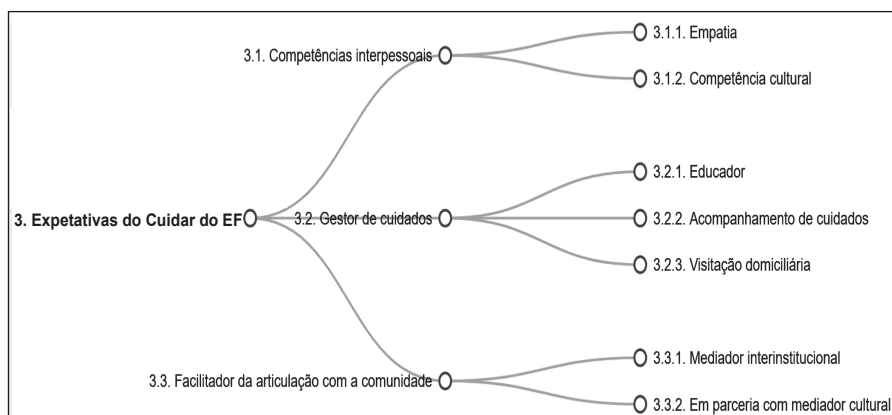 3. Expetativas do Cuidar do EF
3.1. Competências interpessoais
3.1.1. Empatia
3.1.2. Competência cultural
3.2. Gestor de cuidados
3.2.1. Educador
3.2.2. Acompanhamento de cuidados
3.2.3. Visitação domiciliária
3.3. Facilitador da articulação com a comunidade
3.3.1. Mediador interinstitucional
3.3.2. Em parceria com mediador cultural